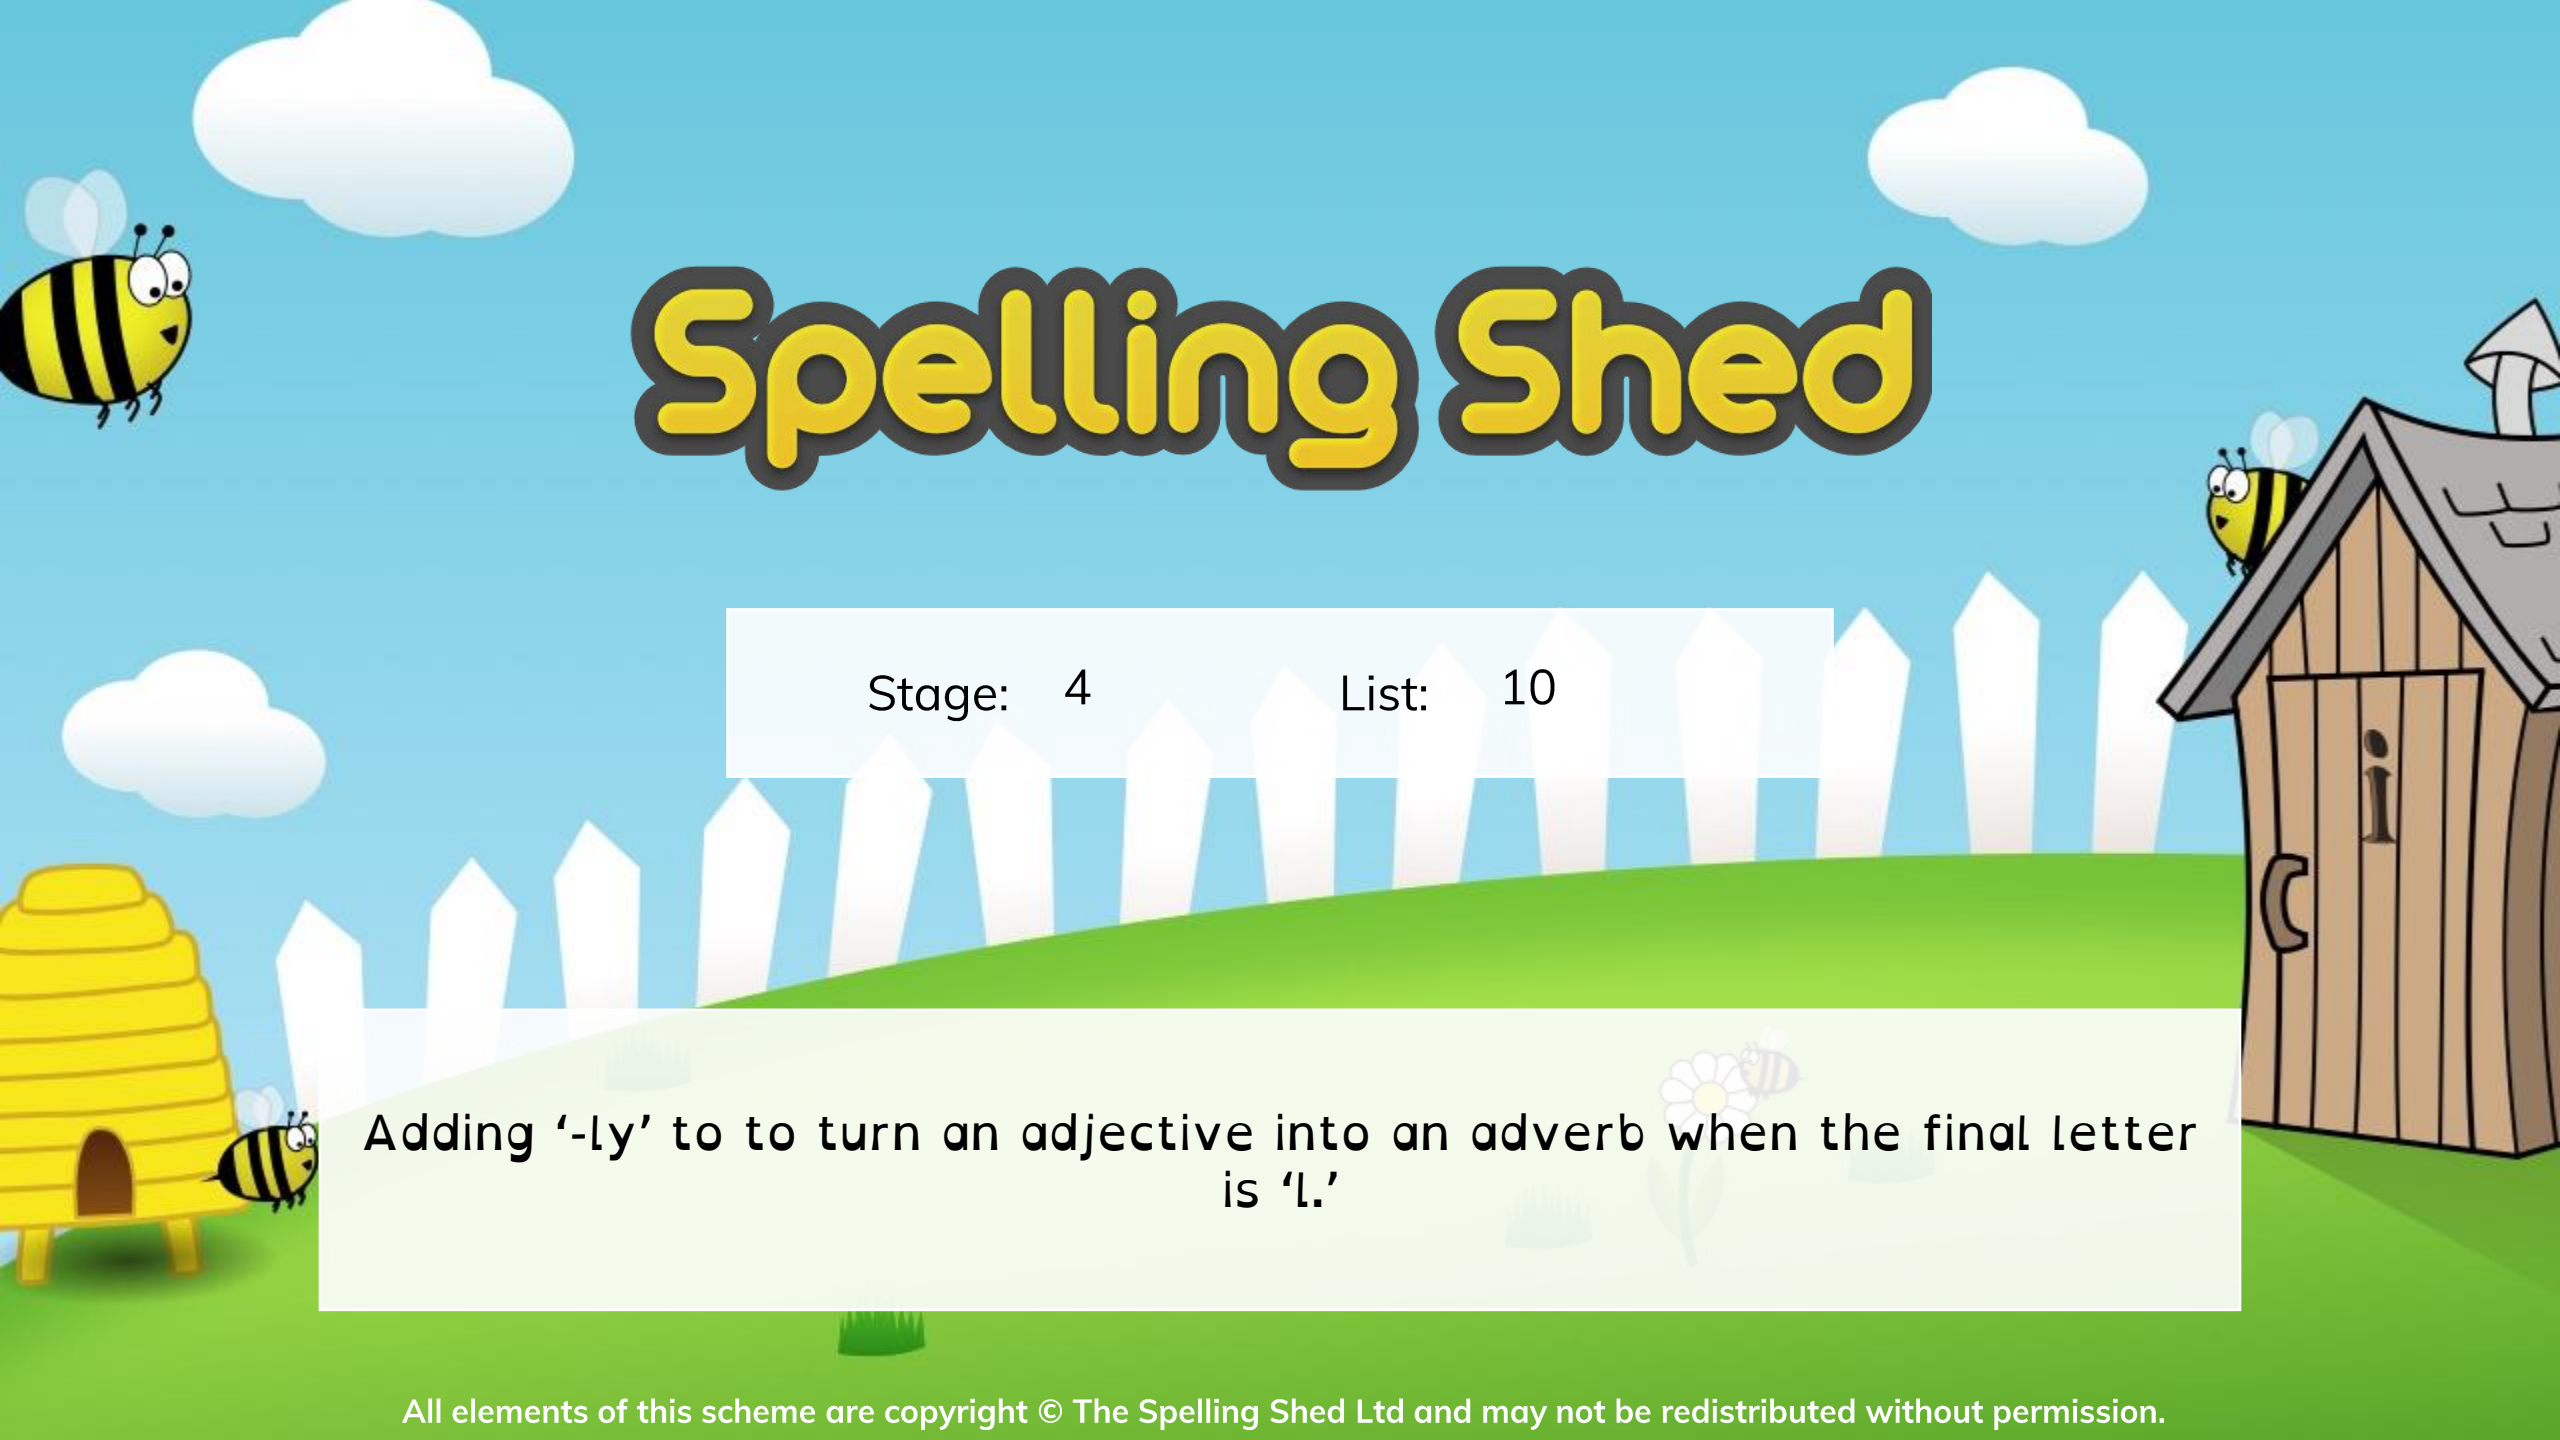 Spelling Shed
Stage: 4 List: 10
i
Adding ‘-ly’ to to turn an adjective into an adverb when the final letter
is ‘l.’
All elements of this scheme are copyright © The Spelling Shed Ltd and may not be redistributed without permission.